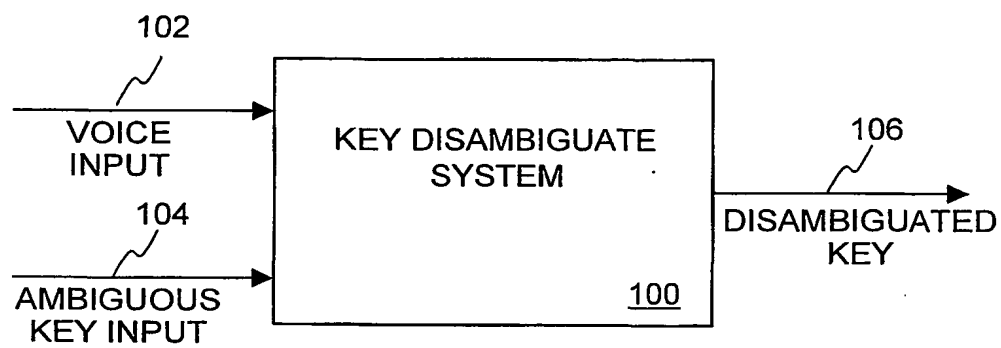 102
VOICE
INPUT
104
AMBIGUOUS
KEY INPUT
KEY DISAMBIGUATE
SYSTEM
100
106
DISAMBIGUATED
KEY